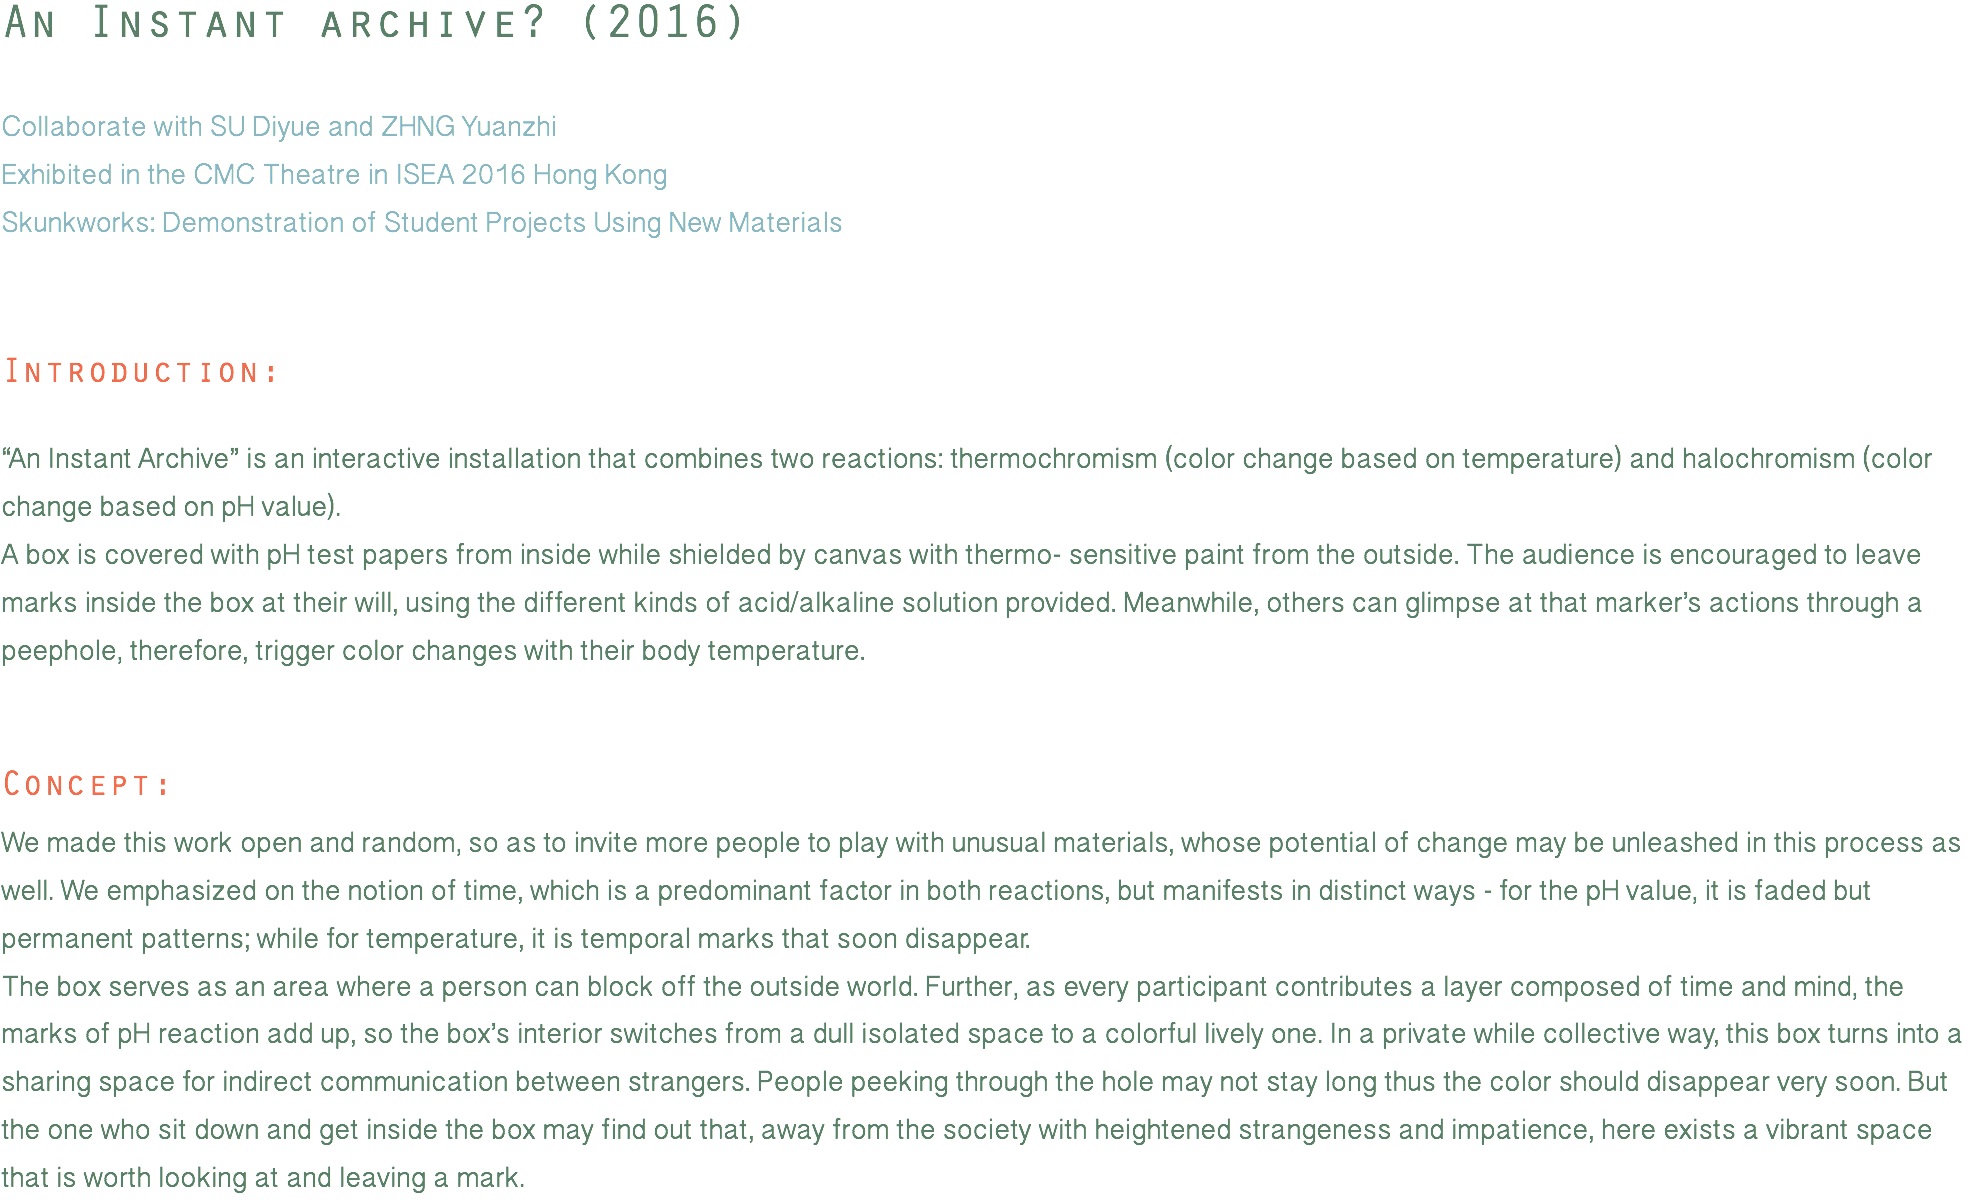 An Instant archive? (2016)
Collaborate with SU Diyue and ZHNG Yuanzhi
Exhibited in the CMC Theatre in ISEA 2016 Hong Kong
Skunkworks: Demonstration of Student Projects Using New Materials
Introduction:
“An Instant Archive” is an interactive installation that combines two reactions: thermochromism (color change based on temperature) and halochromism (color
change based on pH value).
A box is covered with pH test papers from inside while shielded by canvas with thermo- sensitive paint from the outside. The audience is encouraged to leave
marks inside the box at their will, using the different kinds of acid/alkaline solution provided. Meanwhile, others can glimpse at that marker’s actions through a
peephole, therefore, trigger color changes with their body temperature.
Concept:
We made this work open and random, so as to invite more people to play with unusual materials, whose potential of change may be unleashed in this process as
well. We emphasized on the notion of time, which is a predominant factor in both reactions, but manifests in distinct ways - for the pH value, it is faded but
permanent patterns; while for temperature, it is temporal marks that soon disappear.
The box serves as an area where a person can block off the outside world. Further, as every participant contributes a layer composed of time and mind, the
marks of pH reaction add up, so the box’s interior switches from a dull isolated space to a colorful lively one. In a private while collective way, this box turns into a
sharing space for indirect communication between strangers. People peeking through the hole may not stay long thus the color should disappear very soon. But
the one who sit down and get inside the box may find out that, away from the society with heightened strangeness and impatience, here exists a vibrant space
that is worth looking at and leaving a mark.